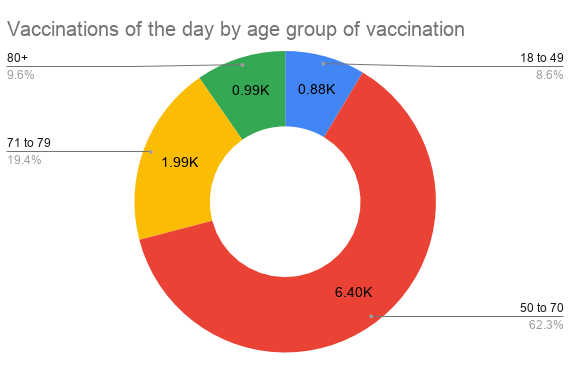 Vaccinations of the day by age group of vaccination
80+
9.6%
18 to 49
8.6%
0.99K
0.88K
71 to 79
19.4%
1.99K
6.40K
50 to 70
62.3%